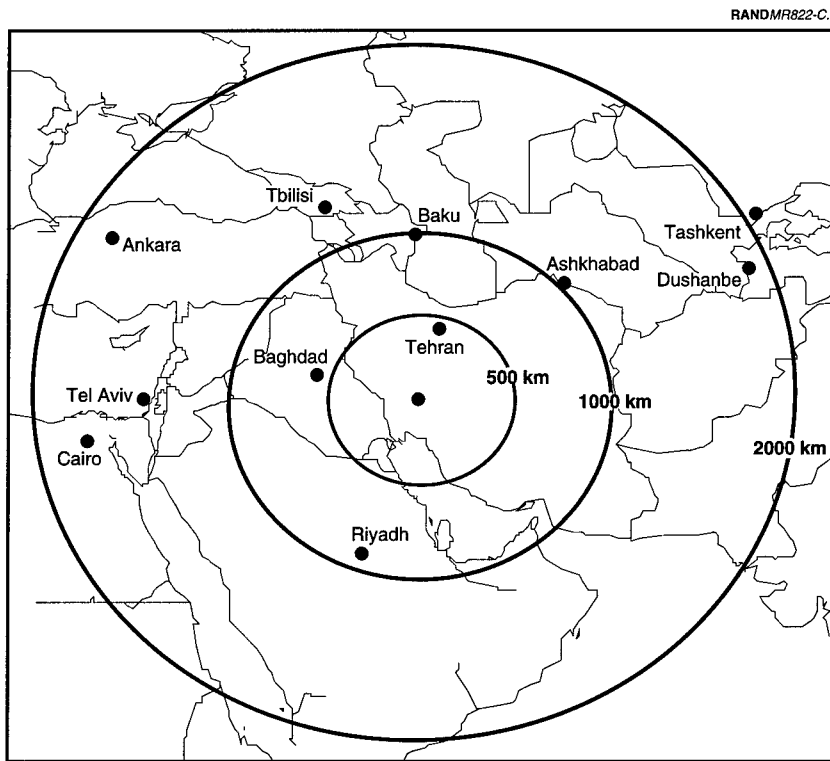 RANDMR822-C.
Tbilisi
Baku
Tashkent
Ankara
Ashkhabad
Dushanbe
Tehran
Baghdad
500 km
1000 km
Tel Aviv
2000 km
Cairo
Riyadh